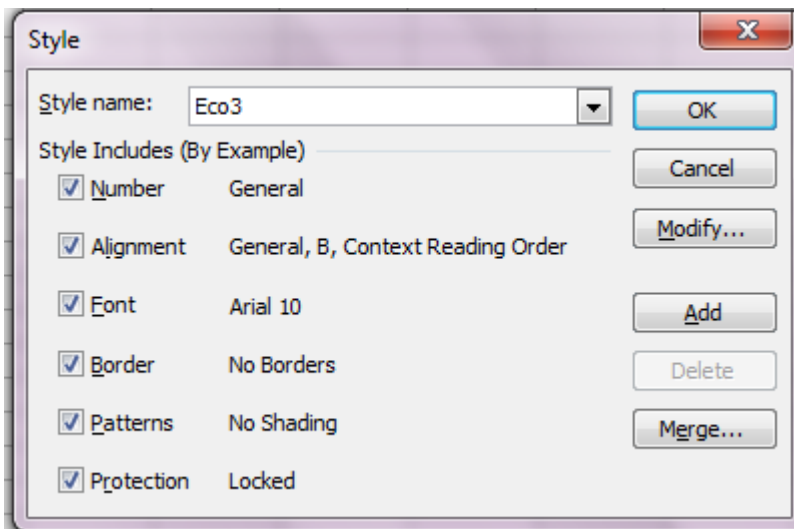 Style
Style name: Eco3 OK
Style Includes (By Example) Cancel
Number General
Modify...
Alignment General, B, Context Reading Order
Font Arial 10 Add
Border No Borders Delete
Patterns No Shading Merge...
Protection Locked